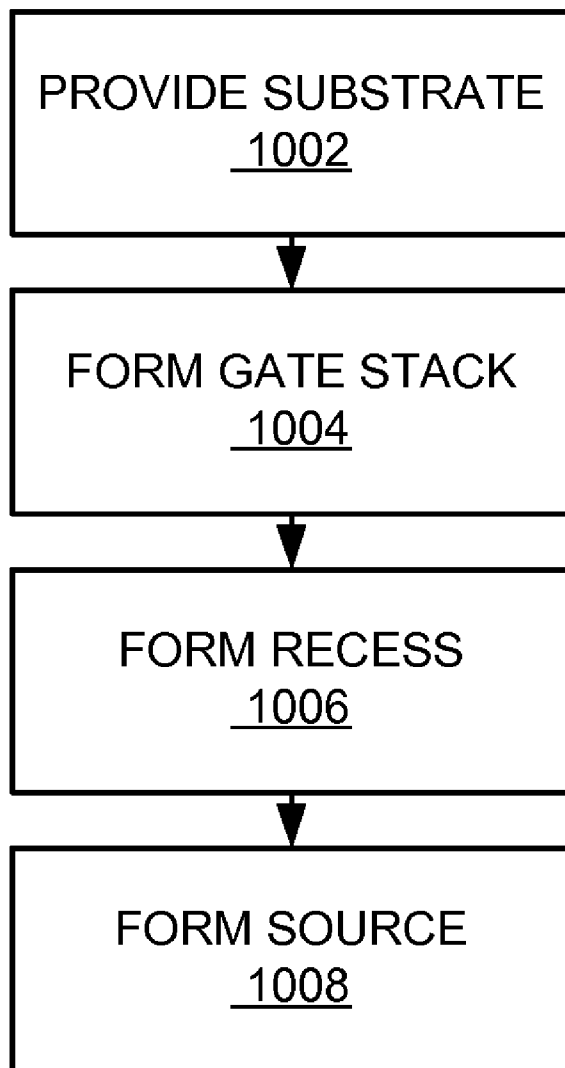 PROVIDE SUBSTRATE
1002
FORM GATE STACK
1004
FORM RECESS
1006
FORM SOURCE
1008